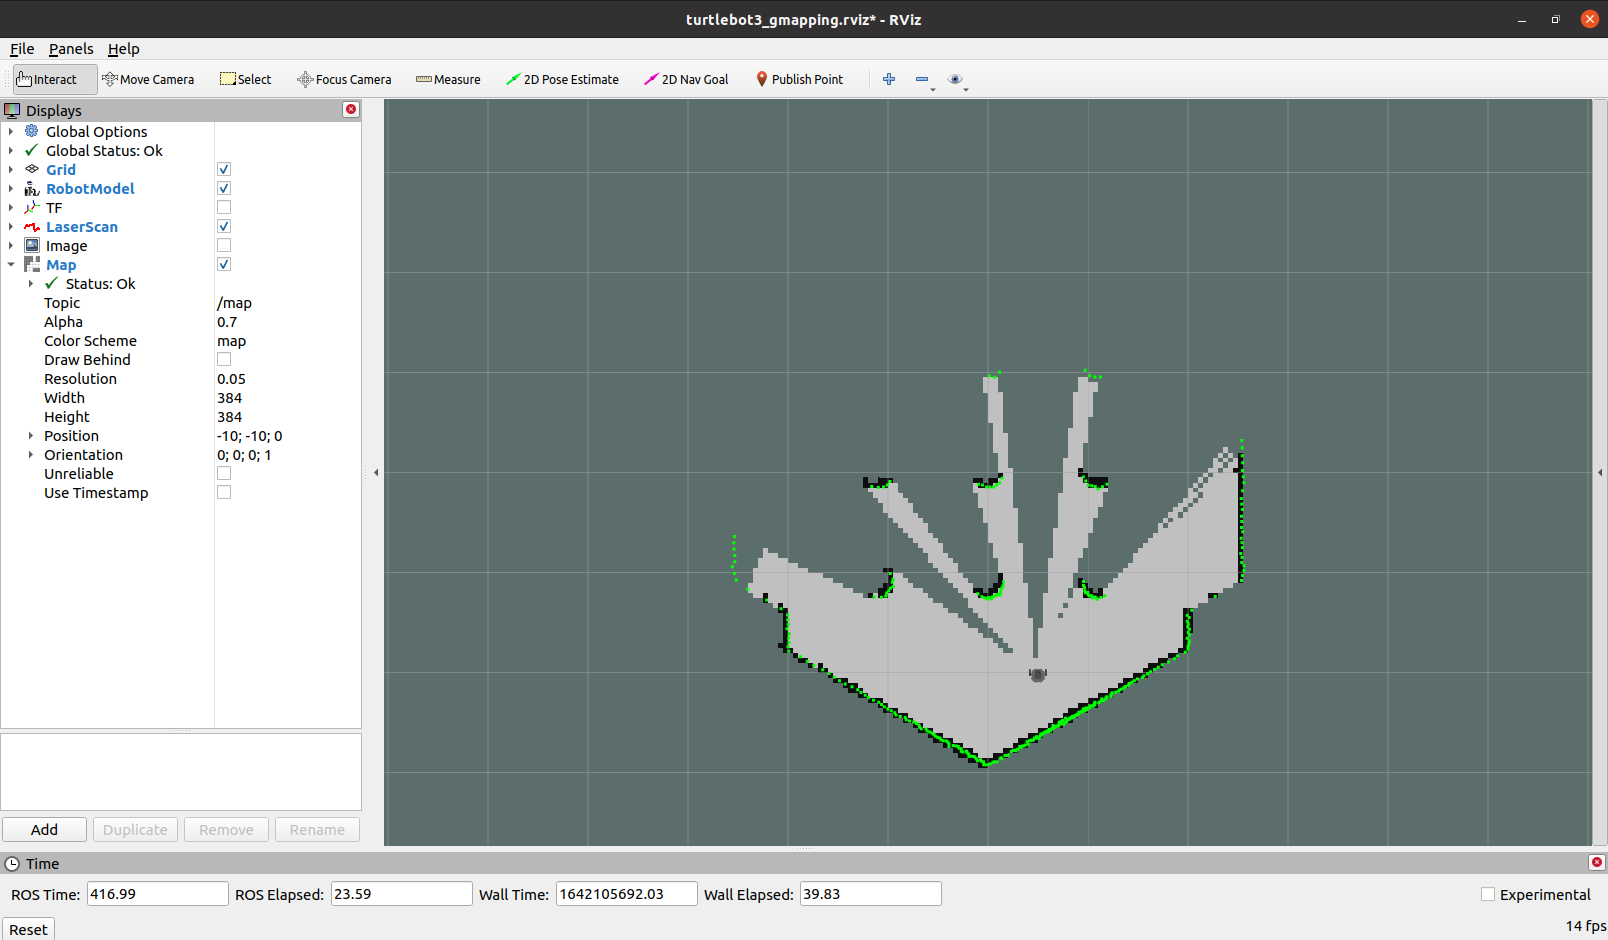 turtlebot3_gmapping.rviz* - RViz
File Panels Help
Interact Move Camera Select Focus Camera Measure 2D Pose Estimate 2D Nav Goal Publish Point
Displays
Global Options
Global Status: Ok
Grid
RobotModel
TF
LaserScan
Image
Map
Status: Ok
Topic /map
Alpha 0.7
Color Scheme map
Draw Behind
Resolution 0.05
Width 384
Height 384
Position -10; -10; 0
Orientation 0; 0; 0; 1
Unreliable
Use Timestamp
Add Duplicate Remove Rename
Time
ROS Time: 416.99 ROS Elapsed: 23.59 Wall Time: 1642105692.03 Wall Elapsed: 39.83 Experimental
Reset 14 fps